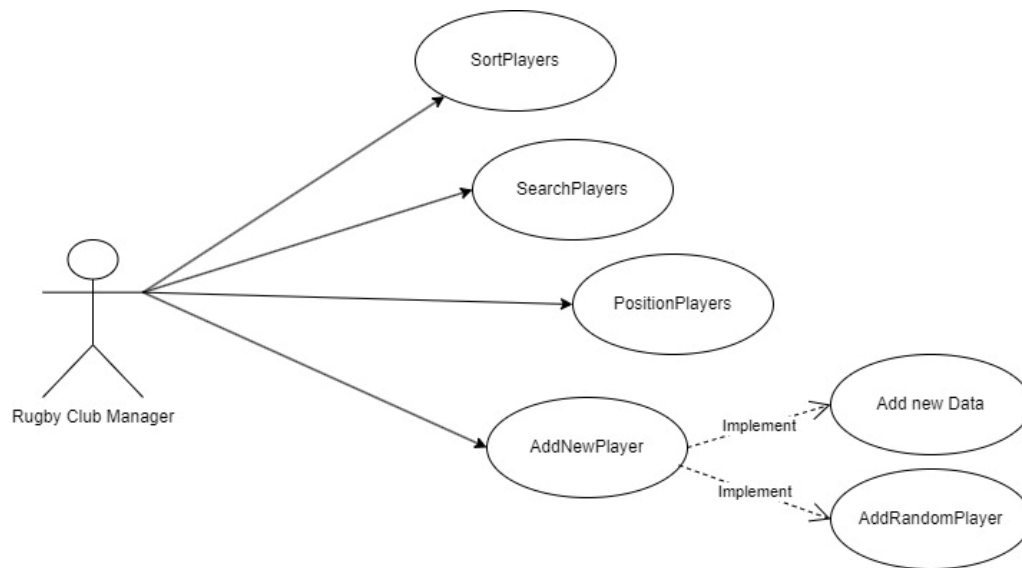 SortPlayers
SearchPlayers
PositionPlayers
Rugby Club Manager
AddNewPlayer
Implement
Add new Data
Implement
AddRandomPlayer